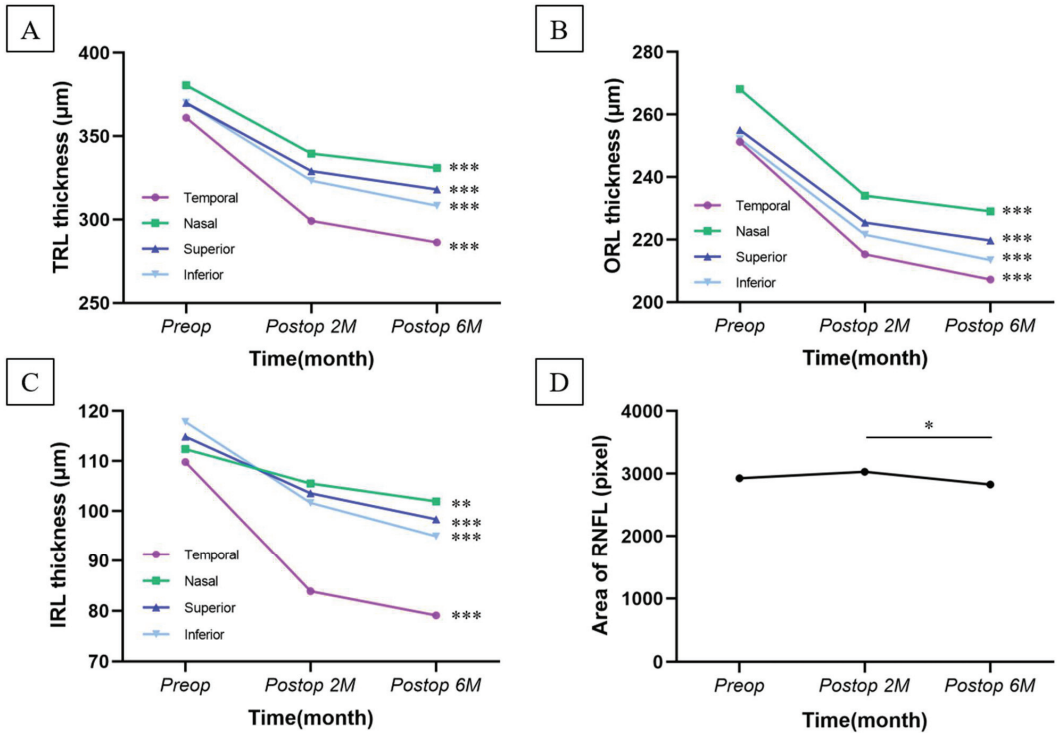 A
TRL thickness (μm)
400
350
300
250
Temporal
Nasal
Superior
Inferior
***
***
***
***
Preop
Postop 2M
Postop 6M
Time(month)
B
ORL thickness (μm)
280
260
240
220
200
Temporal
Nasal
Superior
Inferior
***
***
***
***
Preop
Postop 2M
Postop 6M
Time(month)
C
IRL thickness (μm)
120
110
100
90
80
70
Temporal
Nasal
Superior
Inferior
**
***
***
***
Preop
Postop 2M
Postop 6M
Time(month)
D
Area of RNFL (pixel)
4000
3000
2000
1000
0
*
Preop
Postop 2M
Postop 6M
Time(month)